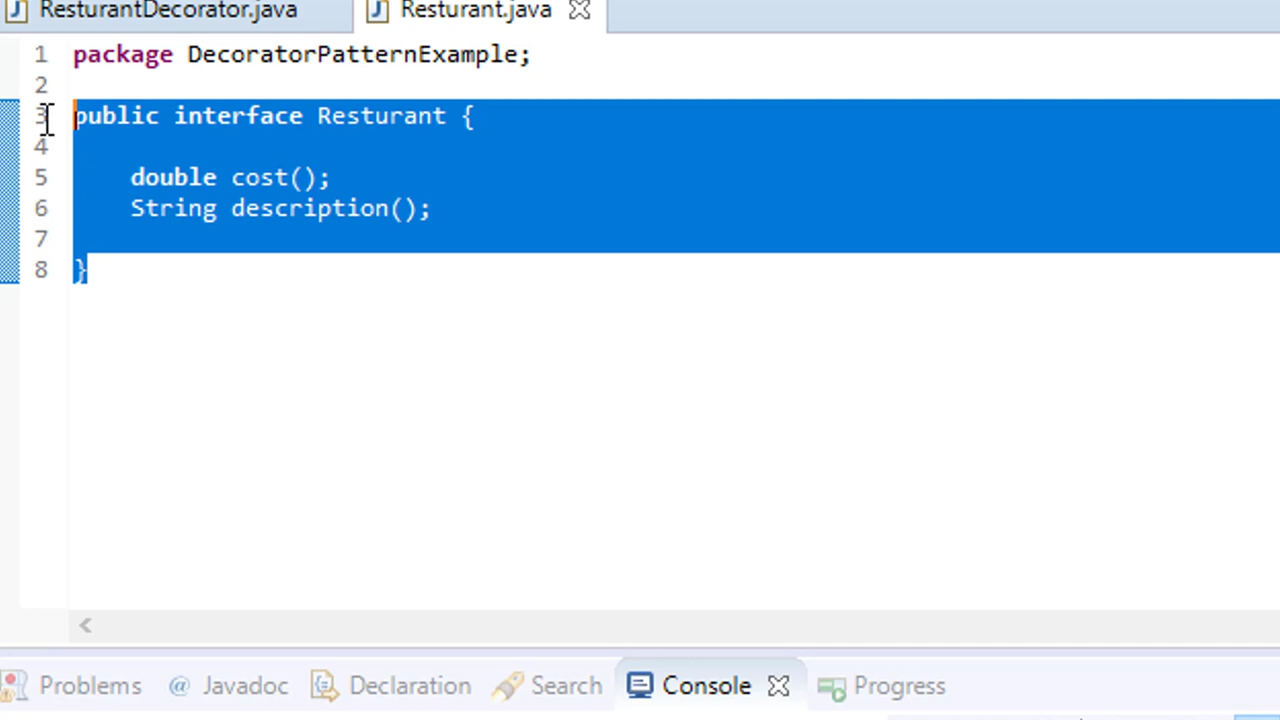 ResturantDecorator.java
Resturant.java
1 package DecoratorPatternExample;
2
3 public interface Resturant {
4
5 double cost();
6 String description();
7
8 }
Problems @ Javadoc Declaration Search Console Progress